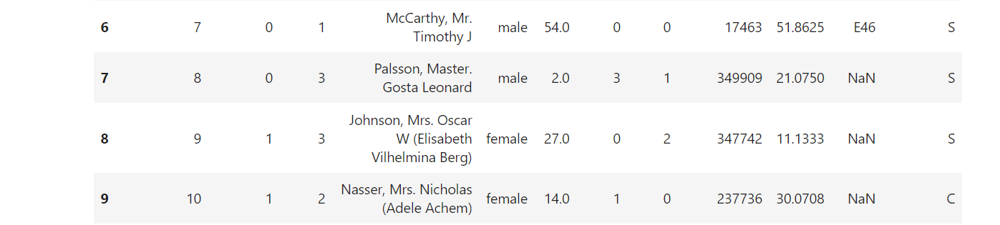 6 7 0 1 McCarthy, Mr. Timothy J male 54.0 0 0 17463 51.8625 E46 S
7 8 0 3 Palsson, Master. Gosta Leonard male 2.0 3 1 349909 21.0750 NaN S
8 9 1 3 Johnson, Mrs. Oscar W (Elisabeth Vilhelmina Berg) female 27.0 0 2 347742 11.1333 NaN S
9 10 1 2 Nasser, Mrs. Nicholas (Adele Achem) female 14.0 1 0 237736 30.0708 NaN C